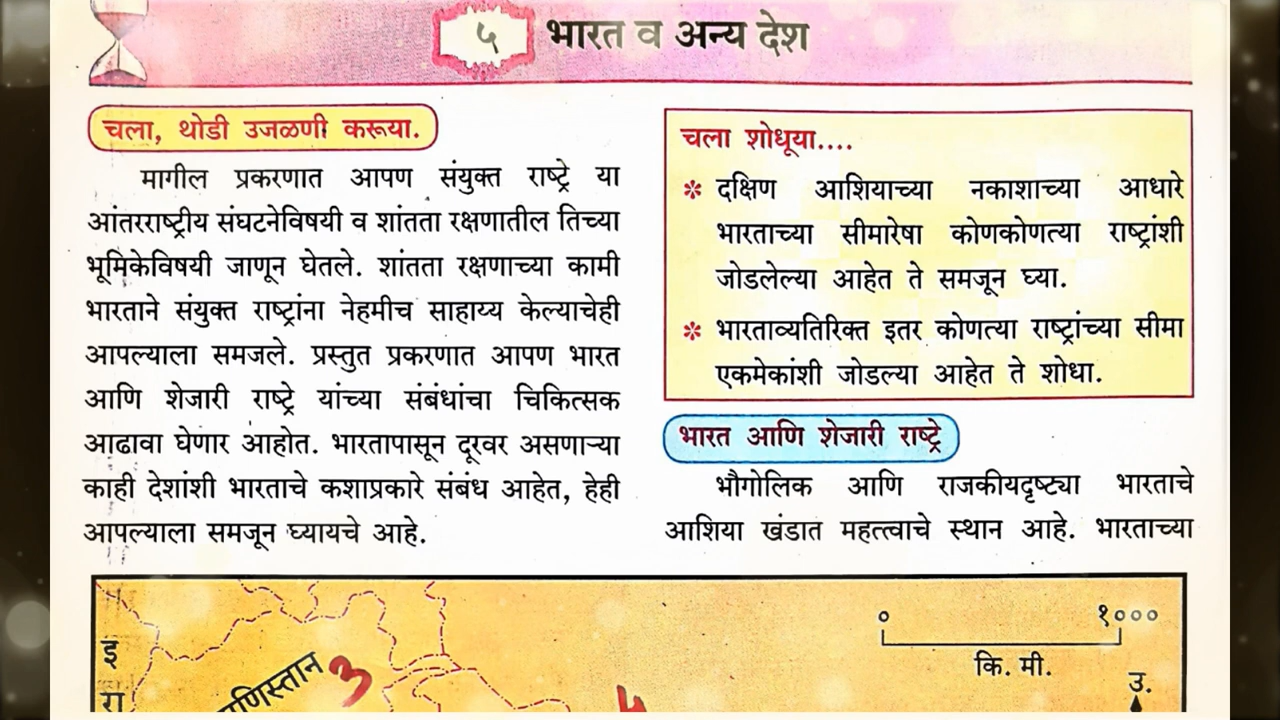 ५ भारत व अन्य देश
चला, थोडी उजळणी करूया.
मागील प्रकरणात आपण संयुक्त राष्ट्रे या
आंतरराष्ट्रीय संघटनेविषयी व शांतता रक्षणातील तिच्या
भूमिकेविषयी जाणून घेतले. शांतता रक्षणाच्या कामी
भारताने संयुक्त राष्ट्रांना नेहमीच साहाय्य केल्याचेही
आपल्याला समजले. प्रस्तुत प्रकरणात आपण भारत
आणि शेजारी राष्ट्रे यांच्या संबंधांचा चिकित्सक
आढावा घेणार आहोत. भारतापासून दूरवर असणाऱ्या
काही देशांशी भारताचे कशाप्रकारे संबंध आहेत, हेही
आपल्याला समजून घ्यायचे आहे.
चला शोधूया....
* दक्षिण आशियाच्या नकाशाच्या आधारे
भारताच्या सीमारेषा कोणकोणत्या राष्ट्रांशी
जोडलेल्या आहेत ते समजून घ्या.
* भारताव्यतिरिक्त इतर कोणत्या राष्ट्रांच्या सीमा
एकमेकांशी जोडल्या आहेत ते शोधा.
भारत आणि शेजारी राष्ट्रे
भौगोलिक आणि राजकीयदृष्ट्या भारताचे
आशिया खंडात महत्त्वाचे स्थान आहे. भारताच्या
० १०००
कि. मी.
उ.
इ
रा
३